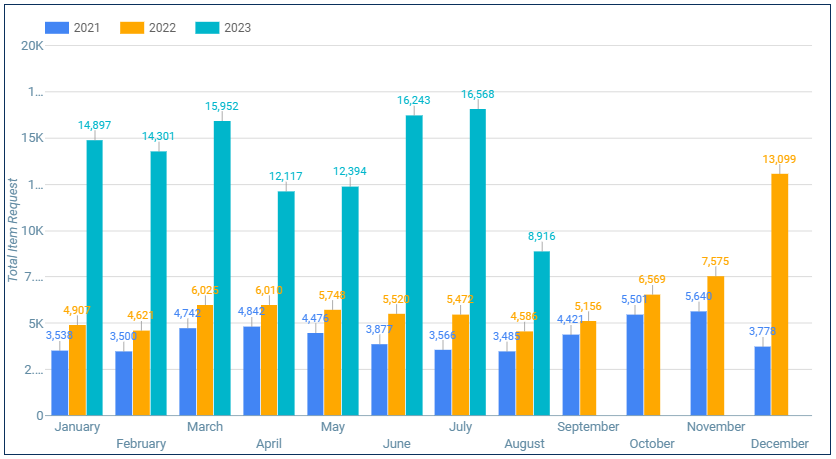 2021 2022 2023
20K
1...
15K
1...
10K
7....
5K
2....
0
Total Item Request
3,538 4,907 14,897
3,500 4,621 14,301
4,742 6,025 15,952
4,842 12,117
4,476 5,748 12,394
3,877 5,520 16,243
3,566 5,472 16,568
3,485 4,586 8,916
4,421 5,156
5,501 6,569
5,640 7,575
3,778 13,099
January
February
March
April
May
June
July
August
September
October
November
December